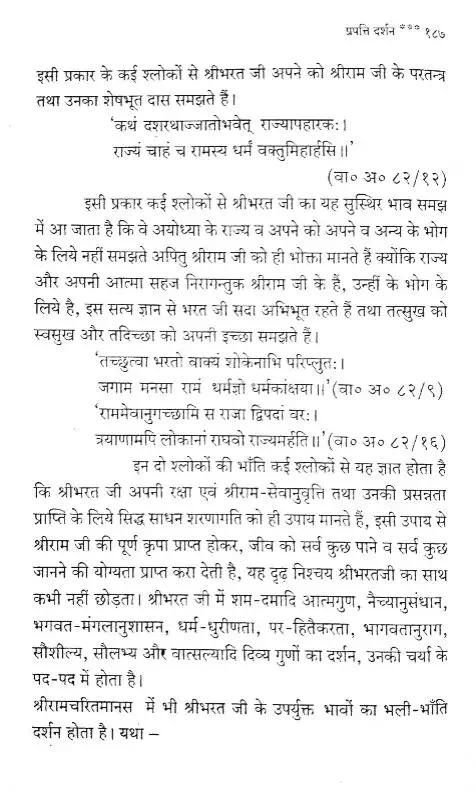 प्रपत्ति दर्शन *** १८७
इसी प्रकार के कई श्लोकों से श्रीभरत जी अपने को श्रीराम जी के परतन्त्र
तथा उनका शेषभूत दास समझते हैं।
‘कथं दशरथाज्जातोभवेत् राज्यापहारकः।
राज्यं चाहं च रामस्य धर्मं वक्तुमिहार्हसि॥’
(वा० अ० ८२/१२)
इसी प्रकार कई श्लोकों से श्रीभरत जी का यह सुस्थिर भाव समझ
में आ जाता है कि वे अयोध्या के राज्य व अपने को अपने व अन्य के भोग
के लिये नहीं समझते अपितु श्रीराम जी को ही भोक्ता मानते हैं क्योंकि राज्य
और अपनी आत्मा सहज निरागन्तुक श्रीराम जी के हैं, उन्हीं के भोग के
लिये है, इस सत्य ज्ञान से भरत जी सदा अभिभूत रहते हैं तथा तत्सुख को
स्वसुख और तदिच्छा को अपनी इच्छा समझते हैं।
‘तच्छुत्वा भरतो वाक्यं शोकेनाभि परिप्लुतः।
जगाम मनसा रामं धर्मज्ञो धर्मकांक्षया॥’(वा० अ० ८२/९)
‘राममेवानुगच्छामि स राजा द्विपदां वरः।
त्रयाणामपि लोकानां राघवो राज्यमर्हति॥’(वा० अ० ८२/१६)
इन दो श्लोकों की भाँति कई श्लोकों से यह ज्ञात होता है
कि श्रीभरत जी अपनी रक्षा एवं श्रीराम-सेवानुवृत्ति तथा उनकी प्रसन्नता
प्राप्ति के लिये सिद्ध साधन शरणागति को ही उपाय मानते हैं, इसी उपाय से
श्रीराम जी की पूर्ण कृपा प्राप्त होकर, जीव को सर्व कुछ पाने व सर्व कुछ
जानने की योग्यता प्राप्त करा देती है, यह दृढ़ निश्चय श्रीभरतजी का साथ
कभी नहीं छोड़ता। श्रीभरत जी में शम-दमादि आत्मगुण, नैच्यानुसंधान,
भगवत-मंगलानुशासन, धर्म-धुरीणता, पर-हितैकरता, भागवतानुराग,
सौशील्य, सौलभ्य और वात्सल्यादि दिव्य गुणों का दर्शन, उनकी चर्या के
पद-पद में होता है।
श्रीरामचरितमानस में भी श्रीभरत जी के उपर्युक्त भावों का भली-भाँति
दर्शन होता है। यथा –